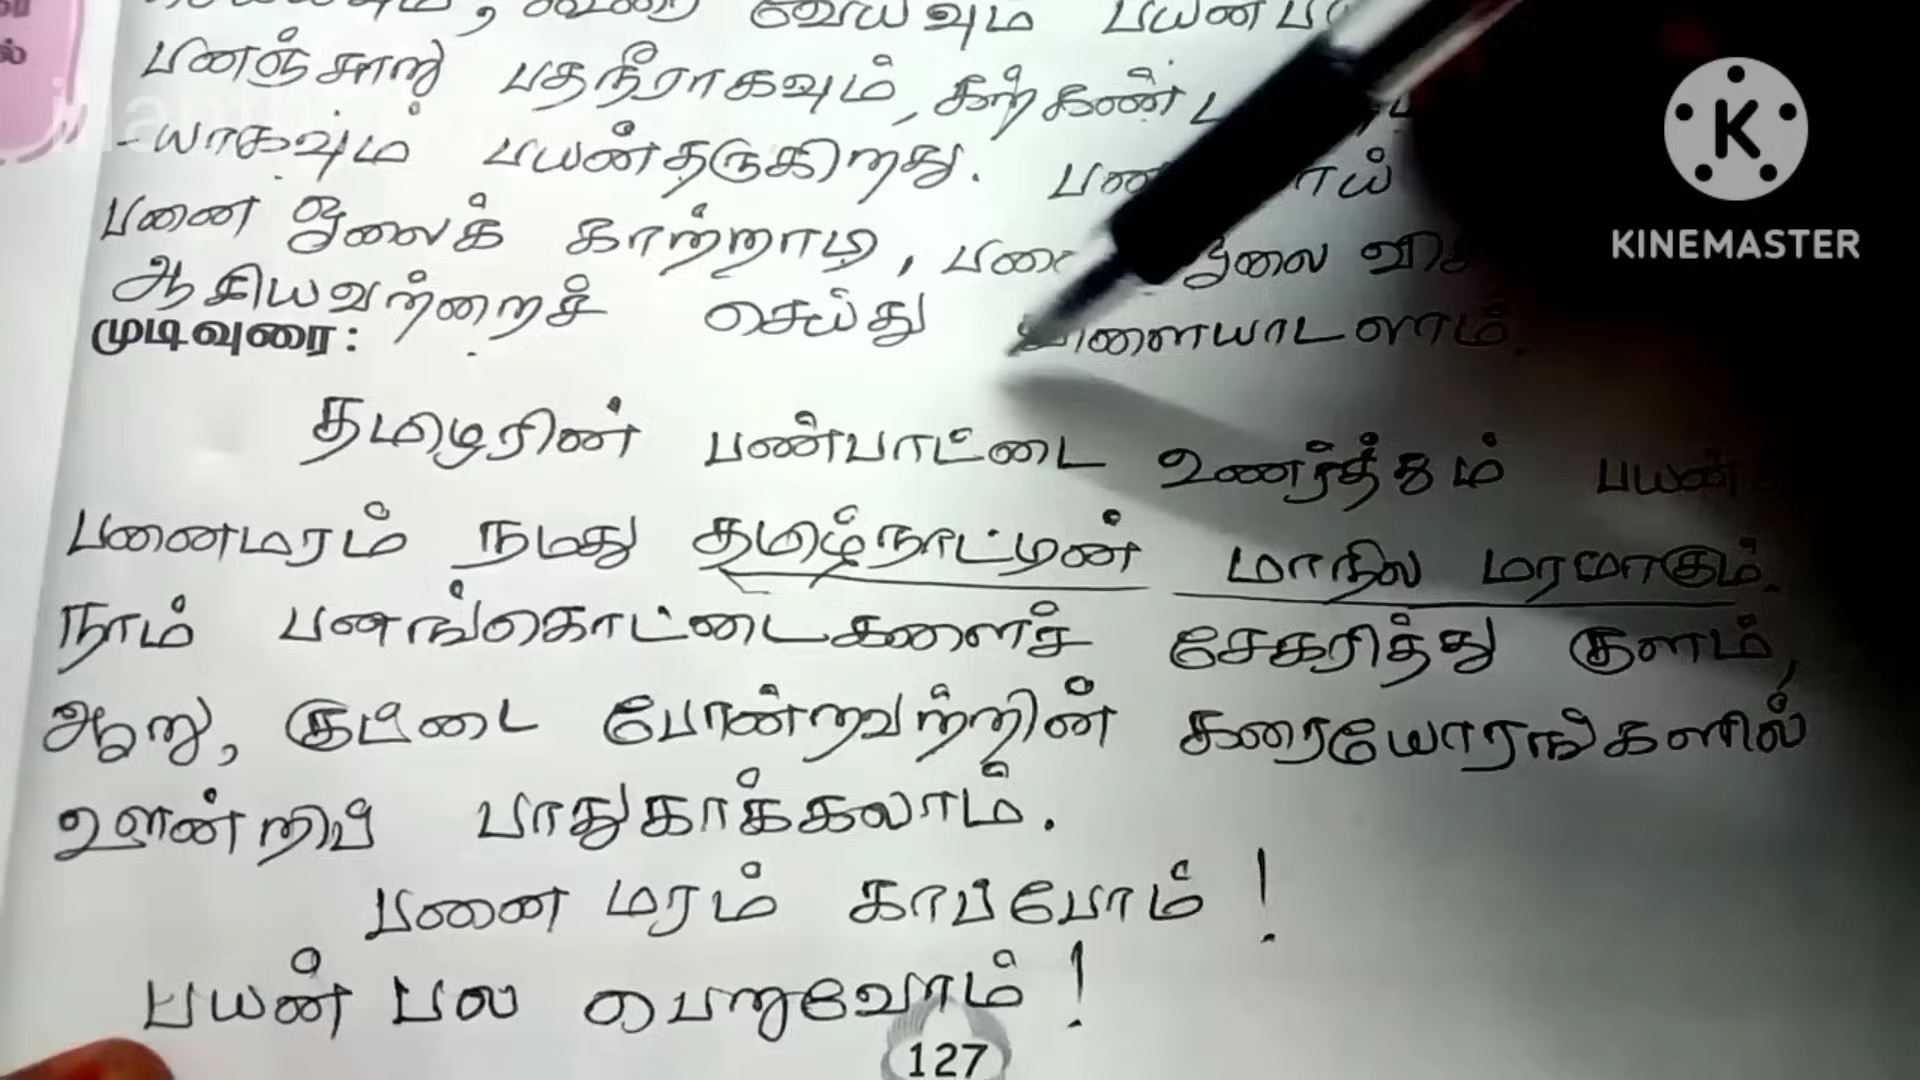 கூரை வேயவும்
பனஞ்சாறு பதநீராகவும், கற்கண்
-யாகவும் பயன்தருகிறது.
பனை ஓலைக் காற்றாடி,
ஆகியவற்றைச் செய்து விளையாடலாம்.
முடிவுரை:
தமிழரின் பண்பாட்டை உணர்த்தும் பயன்
பனைமரம் நமது தமிழ்நாட்டின் மாநில மரமாகும்.
நாம் பனங்கொட்டைகளைச் சேகரித்து குளம்,
ஆறு, குட்டை போன்றவற்றின் கரையோரங்களில்
ஊன்றிப் பாதுகாக்கலாம்.
பனை மரம் காப்போம் !
பயன் பல பெறுவோம் !
127
K
KINEMASTER